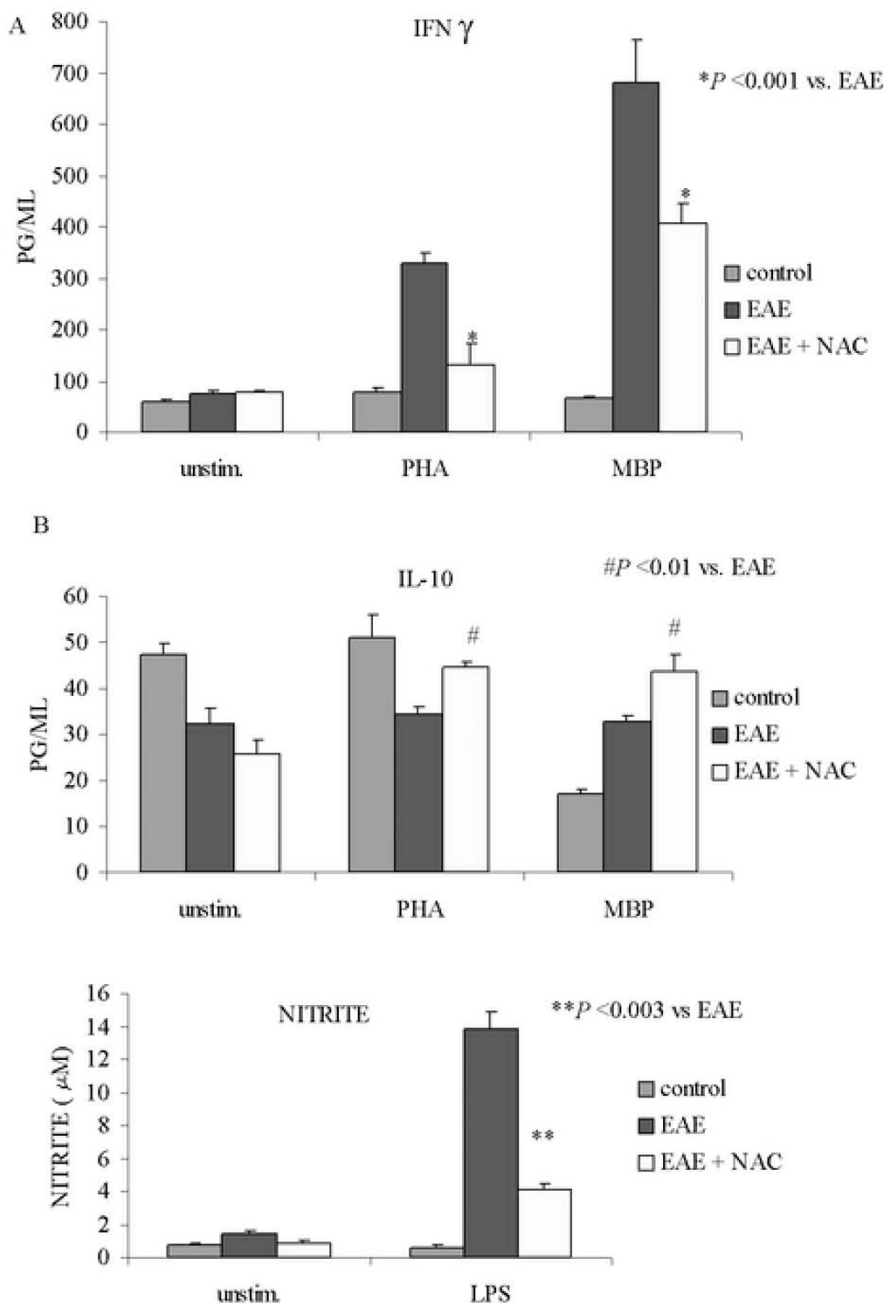 A
IFN γ
*P <0.001 vs. EAE
800
700
600
500
400
300
200
100
0
PG/ML
*
*
control
EAE
EAE + NAC
unstim.
PHA
MBP
B
IL-10
#P <0.01 vs. EAE
60
50
40
30
20
10
0
PG/ML
#
#
control
EAE
EAE + NAC
unstim.
PHA
MBP
NITRITE
**P <0.003 vs EAE
16
14
12
10
8
6
4
2
0
NITRITE ( μM)
**
control
EAE
EAE + NAC
unstim.
LPS